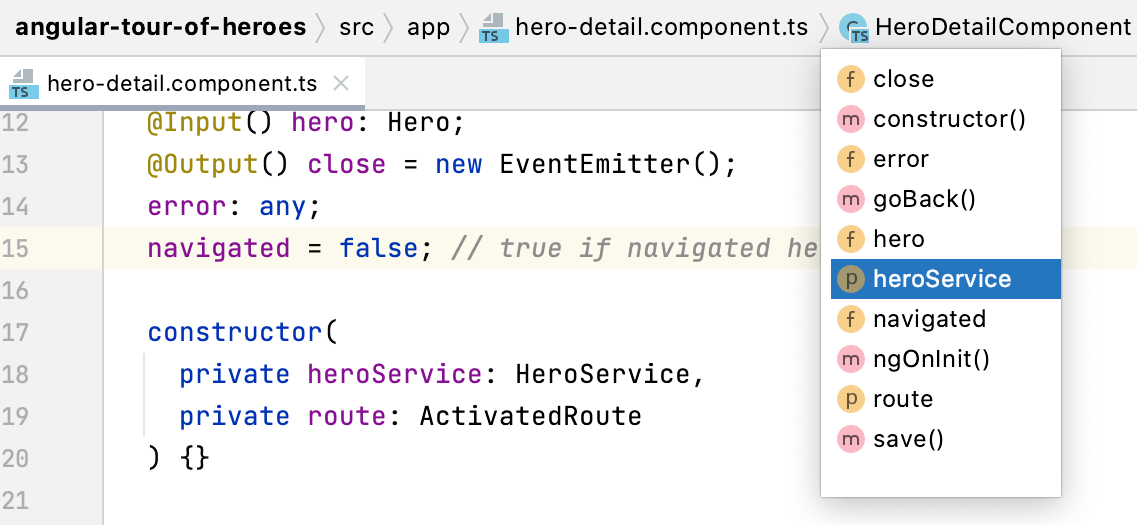 angular-tour-of-heroes src app TS hero-detail.component.ts C TS HeroDetailComponent
TS hero-detail.component.ts
12 @Input() hero: Hero;
13 @Output() close = new EventEmitter();
14 error: any;
15 navigated = false; // true if navigated he
16
17 constructor(
18 private heroService: HeroService,
19 private route: ActivatedRoute
20 ) {}
21
f close
m constructor()
f error
m goBack()
f hero
p heroService
f navigated
m ngOnInit()
p route
m save()